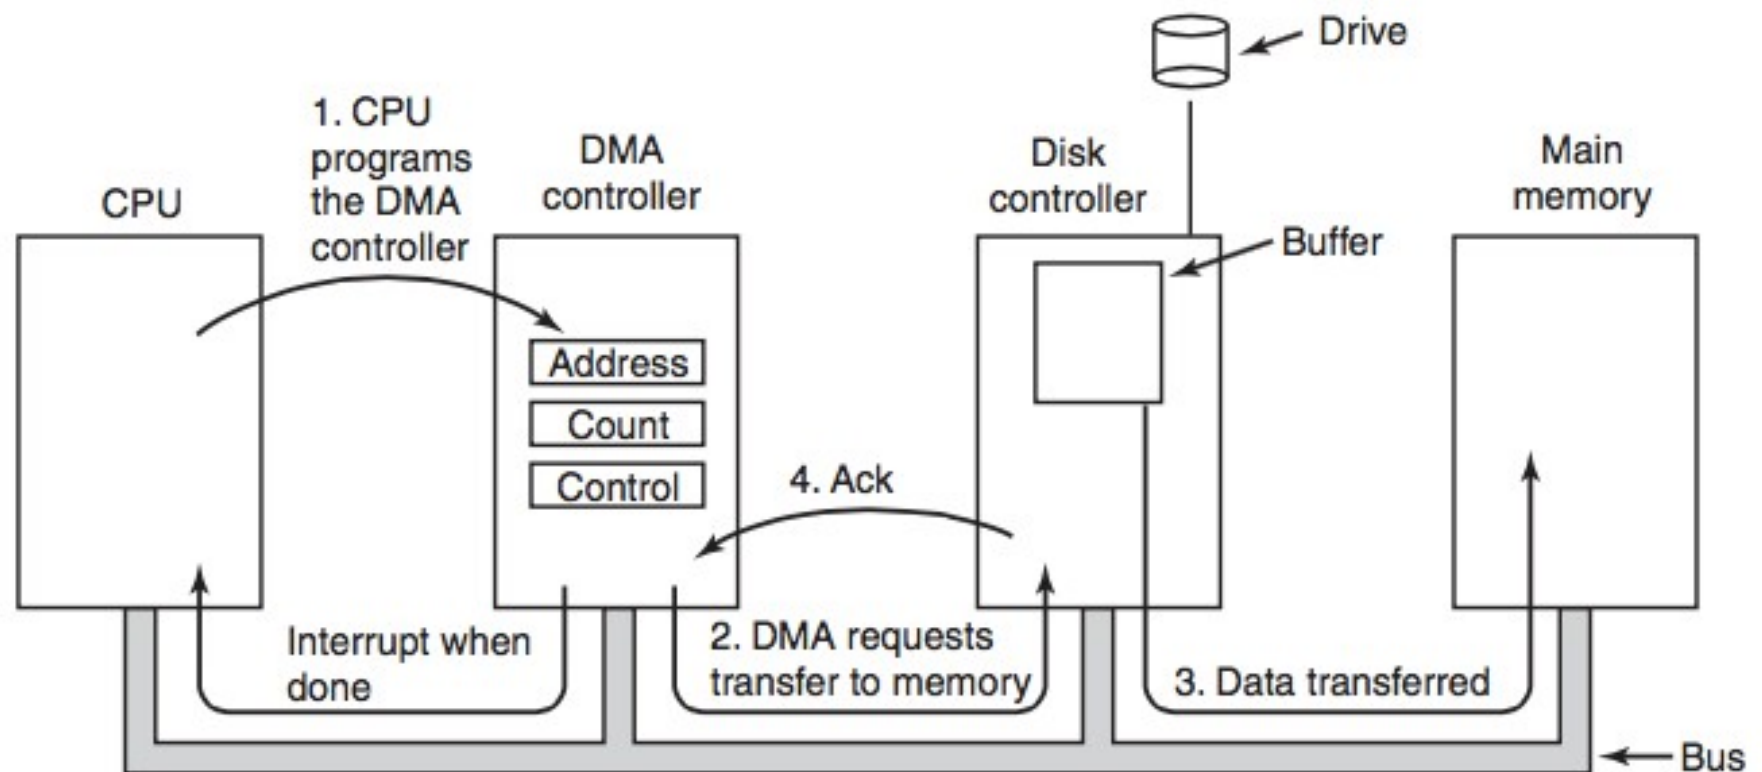 Drive
1. CPU
programs
the DMA
controller
CPU
DMA
controller
Disk
controller
Main
memory
Buffer
Address
Count
Control
4. Ack
Interrupt when
done
2. DMA requests
transfer to memory
3. Data transferred
Bus